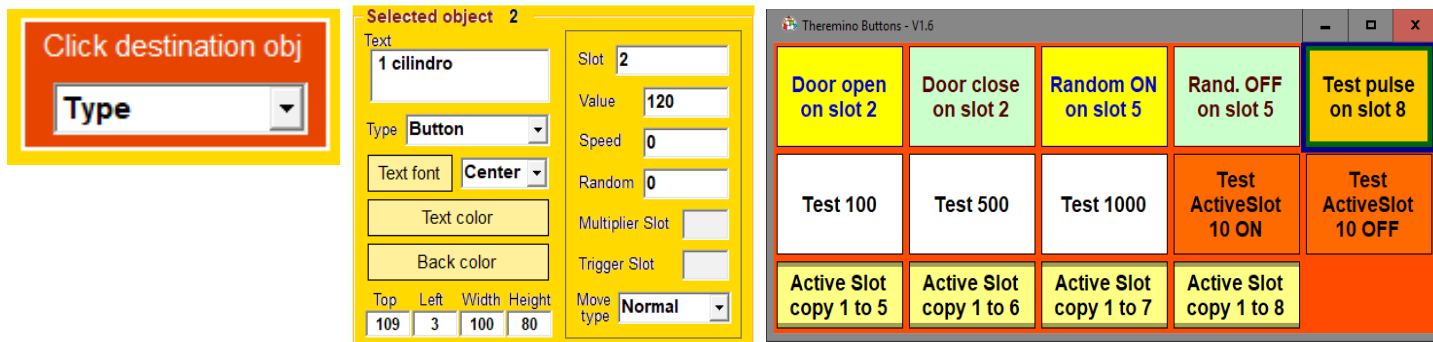 Click destination obj
Type
Selected object 2
Text
1 cilindro
Type Button
Text font Center
Text color
Back color
Top Left Width Height
109 3 100 80
Slot 2
Value 120
Speed 0
Random 0
Multiplier Slot
Trigger Slot
Move type Normal
Theremino Buttons - V1.6
Door open
on slot 2
Door close
on slot 2
Random ON
on slot 5
Rand. OFF
on slot 5
Test pulse
on slot 8
Test 100
Test 500
Test 1000
Test
ActiveSlot
10 ON
Test
ActiveSlot
10 OFF
Active Slot
copy 1 to 5
Active Slot
copy 1 to 6
Active Slot
copy 1 to 7
Active Slot
copy 1 to 8